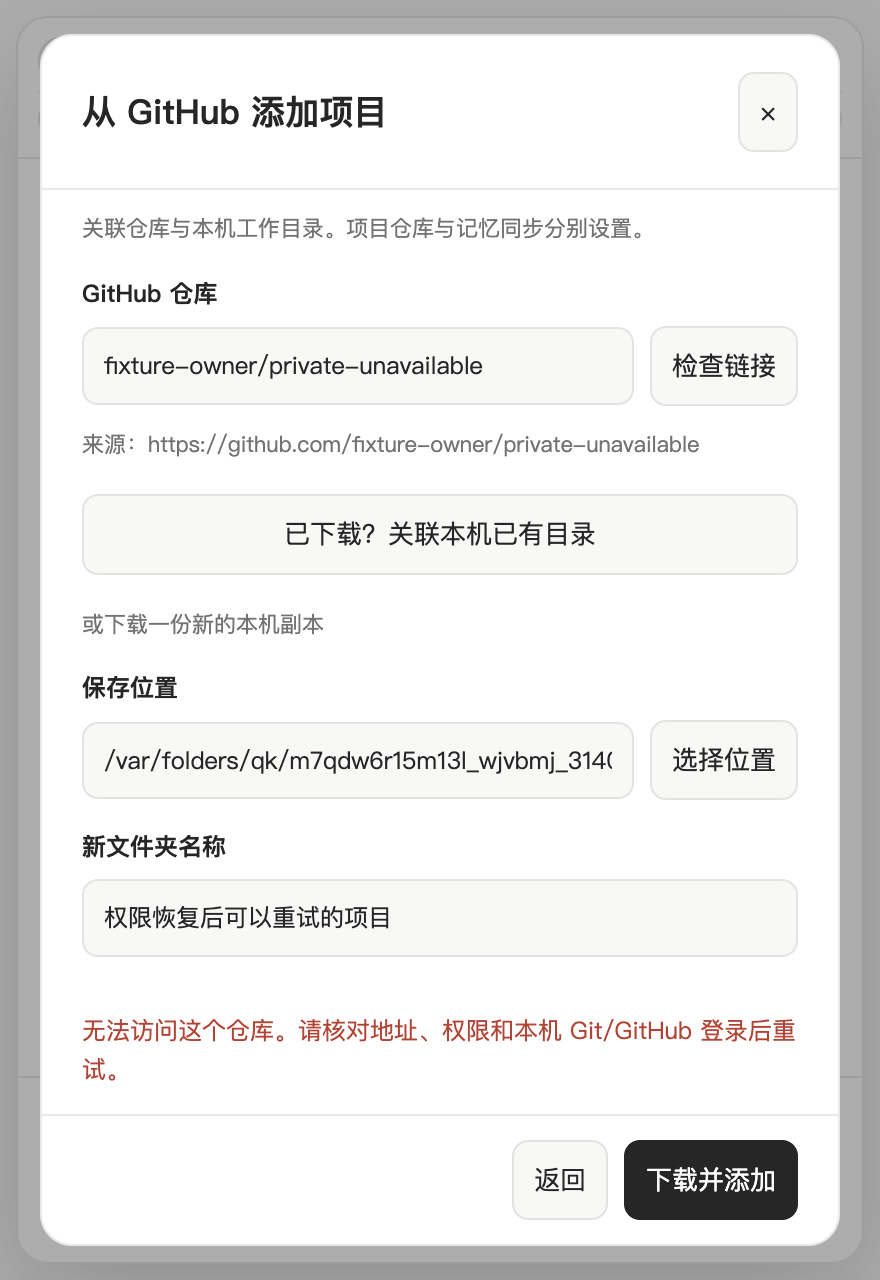 从 GitHub 添加项目
×
关联仓库与本机工作目录。项目仓库与记忆同步分别设置。
GitHub 仓库
fixture-owner/private-unavailable
检查链接
来源：https://github.com/fixture-owner/private-unavailable
已下载？关联本机已有目录
或下载一份新的本机副本
保存位置
/var/folders/qk/m7qdw6r15m13l_wjvbmj_3140
选择位置
新文件夹名称
权限恢复后可以重试的项目
无法访问这个仓库。请核对地址、权限和本机 Git/GitHub 登录后重
试。
返回
下载并添加